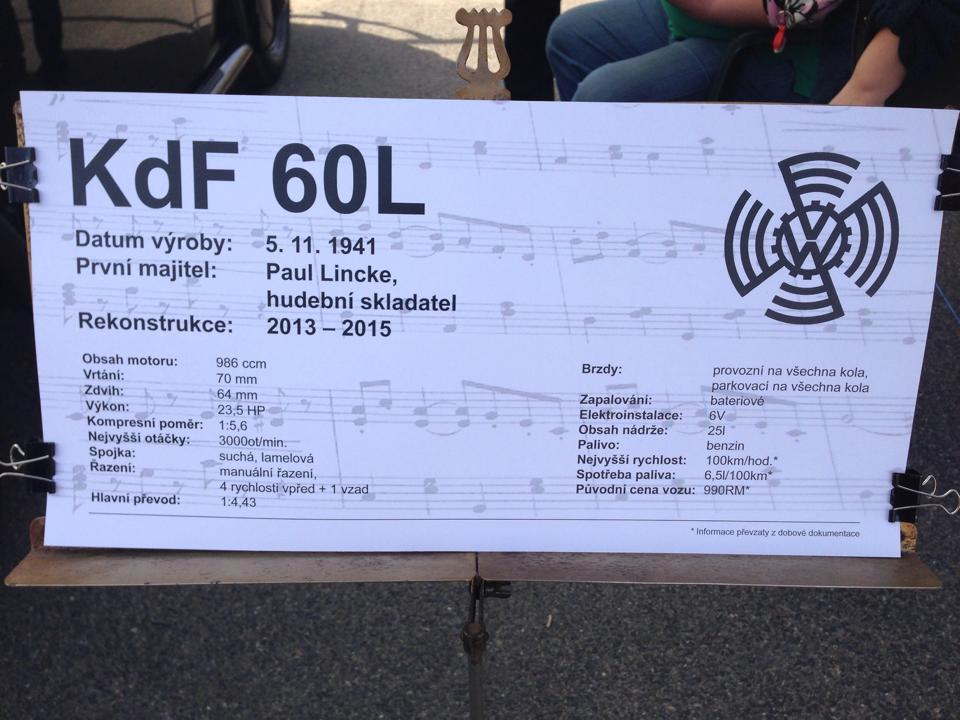 KdF 60L
Datum výroby: 5. 11. 1941
První majitel: Paul Lincke,
hudební skladatel
Rekonstrukce: 2013 – 2015
Obsah motoru: 986 ccm
Vrtání: 70 mm
Zdvih: 64 mm
Výkon: 23,5 HP
Kompresní poměr: 1:5,6
Nejvyšší otáčky: 3000ot/min.
Spojka: suchá, lamelová
Řazení: manuální řazení,
4 rychlosti vpřed + 1 vzad
Hlavní převod: 1:4,43
VW
Brzdy: provozní na všechna kola,
parkovaci na všechna kola
Zapalování: bateriové
Elektroinstalace: 6V
Obsah nádrže: 25l
Palivo: benzin
Nejvyšší rychlost: 100km/hod.*
Spotřeba paliva: 6,5l/100km*
Původní cena vozu: 990RM*
* Informace převzaty z dobové dokumentace